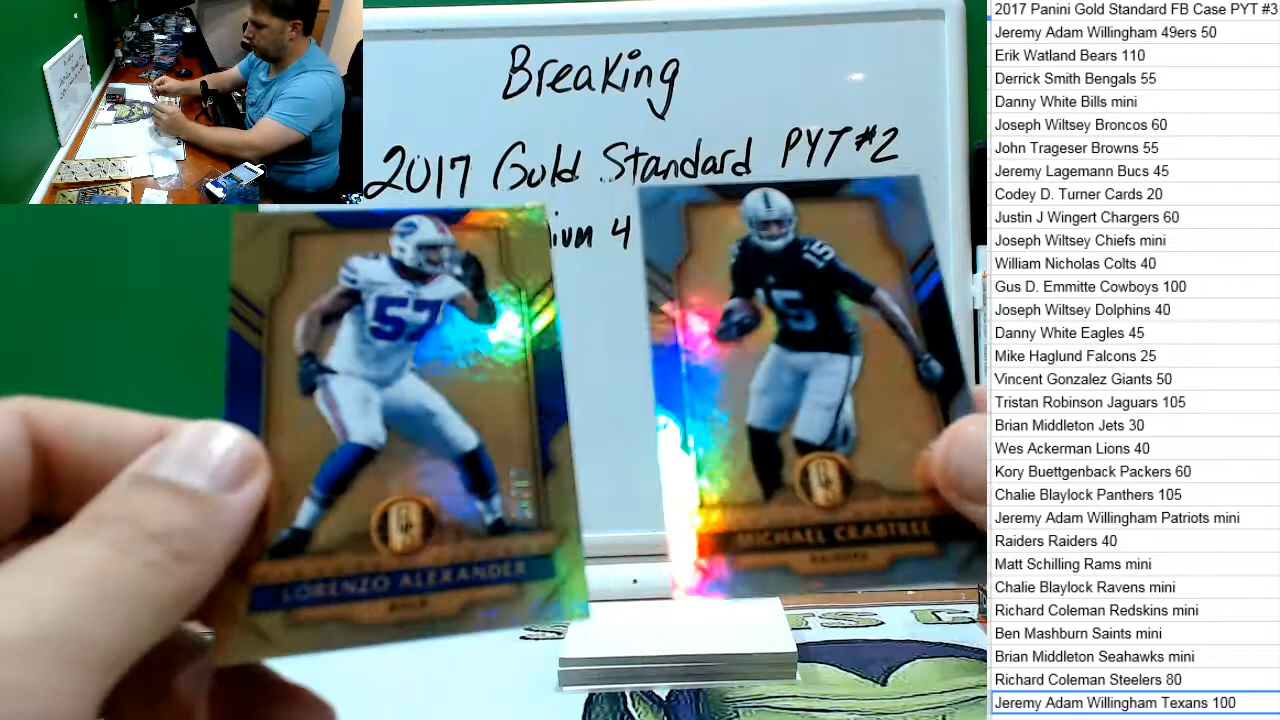 Breaking
2017 Gold Standard PYT #2
ium 4
57
15
15
LORENZO ALEXANDER
MICHAEL CRABTREE
RAIDERS
2017 Panini Gold Standard FB Case PYT #3
Jeremy Adam Willingham 49ers 50
Erik Watland Bears 110
Derrick Smith Bengals 55
Danny White Bills mini
Joseph Wiltsey Broncos 60
John Trageser Browns 55
Jeremy Lagemann Bucs 45
Codey D. Turner Cards 20
Justin J Wingert Chargers 60
Joseph Wiltsey Chiefs mini
William Nicholas Colts 40
Gus D. Emmitte Cowboys 100
Joseph Wiltsey Dolphins 40
Danny White Eagles 45
Mike Haglund Falcons 25
Vincent Gonzalez Giants 50
Tristan Robinson Jaguars 105
Brian Middleton Jets 30
Wes Ackerman Lions 40
Kory Buettgenback Packers 60
Chalie Blaylock Panthers 105
Jeremy Adam Willingham Patriots mini
Raiders Raiders 40
Matt Schilling Rams mini
Chalie Blaylock Ravens mini
Richard Coleman Redskins mini
Ben Mashburn Saints mini
Brian Middleton Seahawks mini
Richard Coleman Steelers 80
Jeremy Adam Willingham Texans 100